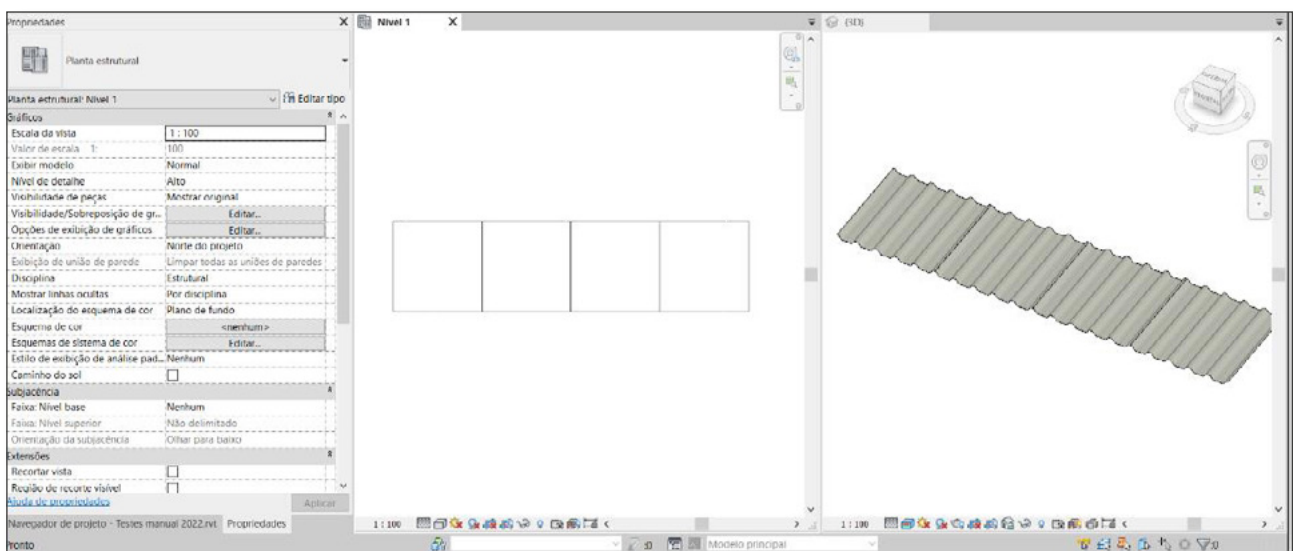 Propriedades X
Nível 1 X
(3D)
Planta estrutural
Planta estrutural: Nível 1
Editar tipo
Gráficos
Escala da vista 1 : 100
Valor de escala 1: 100
Exibir modelo Normal
Nível de detalhe Alto
Visibilidade de peças Mostrar original
Visibilidade/Sobreposição de gr... Editar...
Opções de exibição de gráficos Editar...
Orientação Norte do projeto
Exibição de união de parede Limpar todas as uniões de paredes
Disciplina Estrutural
Mostrar linhas ocultas Por disciplina
Localização do esquema de cor Plano de fundo
Esquema de cor <nenhum>
Esquemas de sistema de cor Editar...
Estilo de exibição de análise pad... Nenhum
Caminho do sol
Subjacência
Faixa: Nível base Nenhum
Faixa: Nível superior Não delimitado
Orientação da subjacência Olhar para baixo
Extensões
Recortar vista
Região de recorte visível
Ajuda de propriedades Aplicar
Navegador de projeto - Testes manual 2022.rvt Propriedades
1 : 100
1 : 100
Pronto
:0
Modelo principal
:0